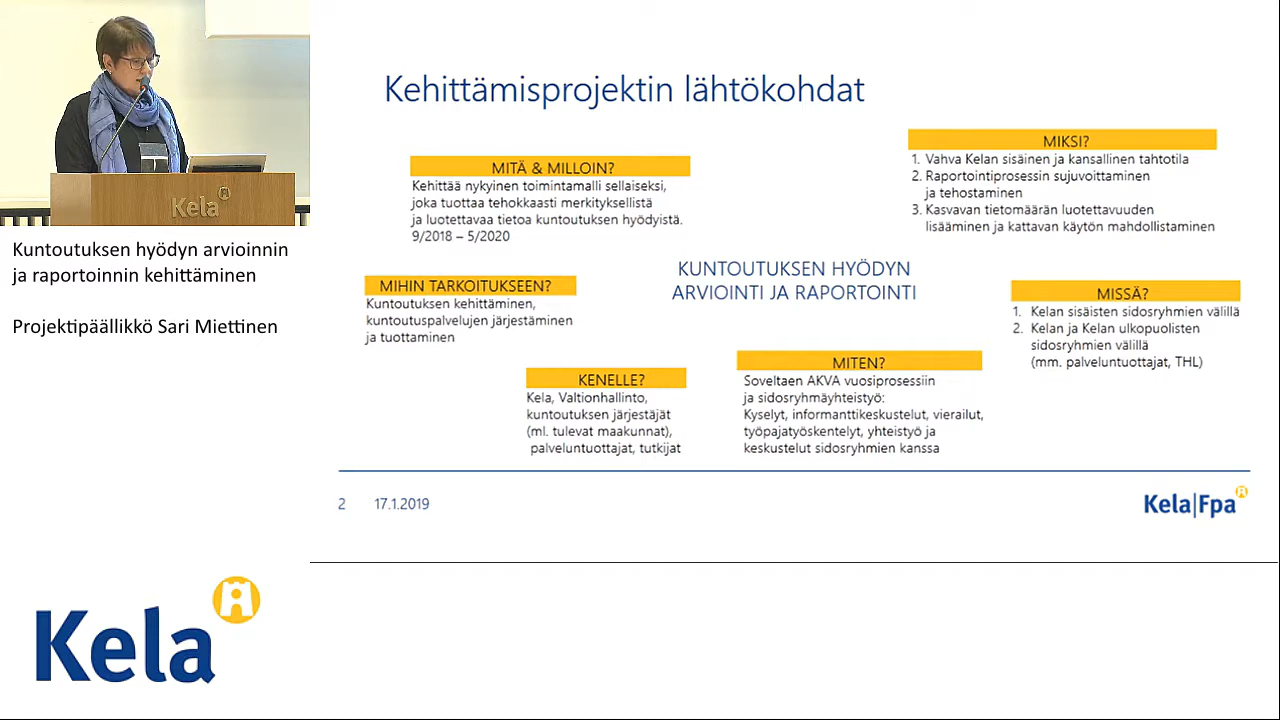 Kela
Kuntoutuksen hyödyn arvioinnin
ja raportoinnin kehittäminen
Projektipäällikkö Sari Miettinen
Kela
Kehittämisprojektin lähtökohdat
MITÄ & MILLOIN?
Kehittää nykyinen toimintamalli sellaiseksi,
joka tuottaa tehokkaasti merkityksellistä
ja luotettavaa tietoa kuntoutuksen hyödyistä.
9/2018 – 5/2020
MIKSI?
1. Vahva Kelan sisäinen ja kansallinen tahtotila
2. Raportointiprosessin sujuvoittaminen
ja tehostaminen
3. Kasvavan tietomäärän luotettavuuden
lisääminen ja kattavan käytön mahdollistaminen
KUNTOUTUKSEN HYÖDYN
ARVIOINTI JA RAPORTOINTI
MIHIN TARKOITUKSEEN?
Kuntoutuksen kehittäminen,
kuntoutuspalvelujen järjestäminen
ja tuottaminen
MISSÄ?
1. Kelan sisäisten sidosryhmien välillä
2. Kelan ja Kelan ulkopuolisten
sidosryhmien välillä
(mm. palveluntuottajat, THL)
KENELLE?
Kela, Valtionhallinto,
kuntoutuksen järjestäjät
(ml. tulevat maakunnat),
palveluntuottajat, tutkijat
MITEN?
Soveltaen AKVA vuosiprosessiin
ja sidosryhmäyhteistyö:
Kyselyt, informanttikeskustelut, vierailut,
työpajatyöskentelyt, yhteistyö ja
keskustelut sidosryhmien kanssa
2 17.1.2019
Kela|Fpa